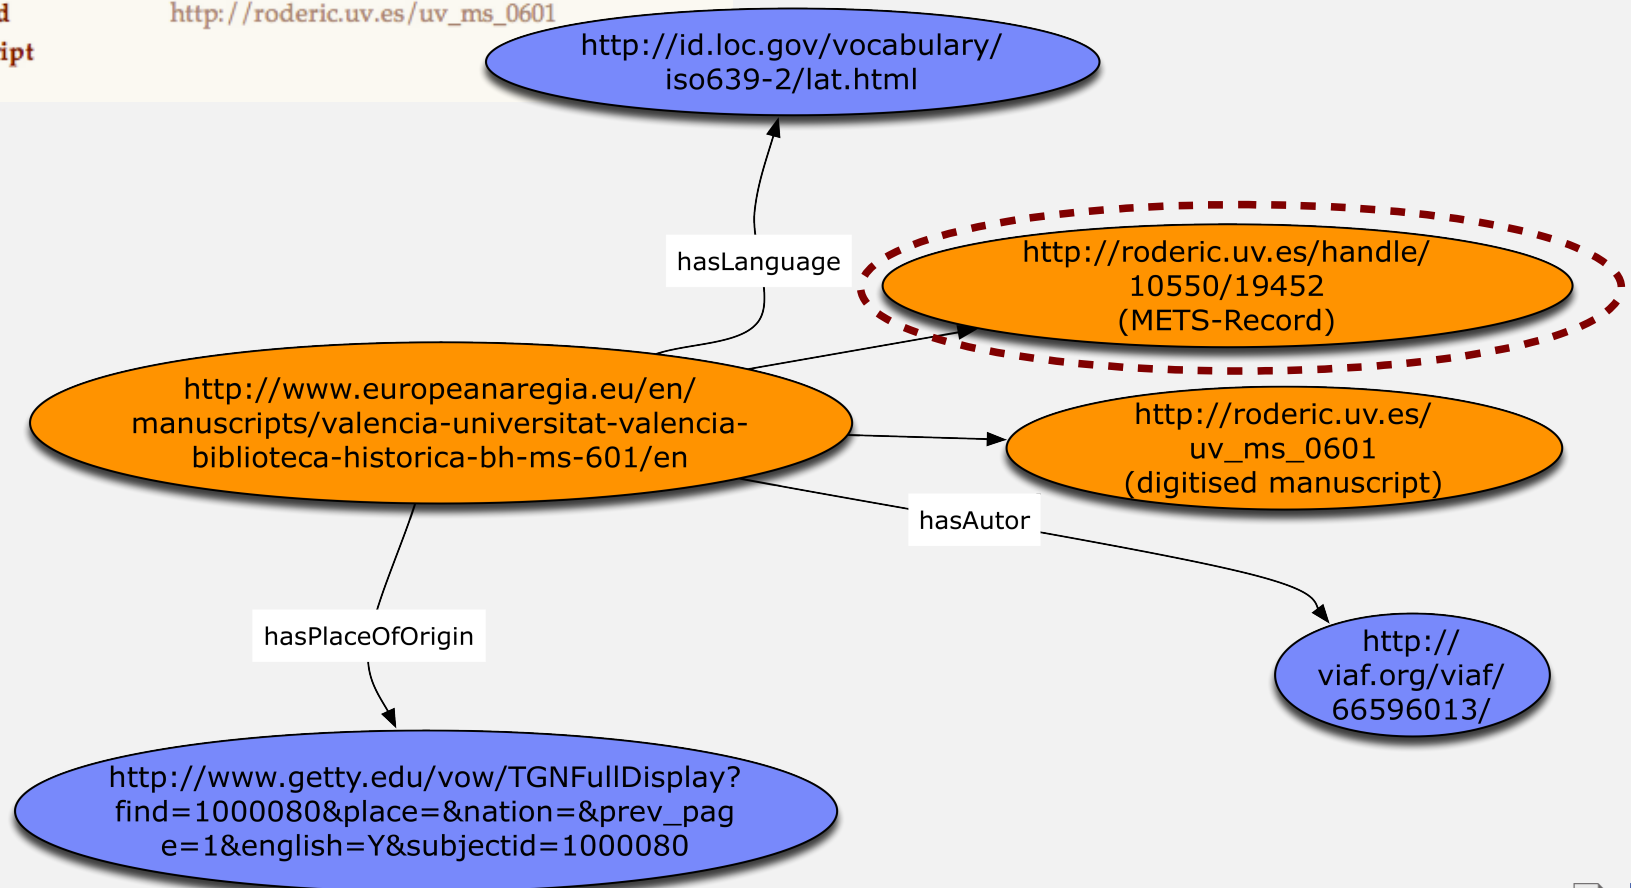 d http://roderic.uv.es/uv_ms_0601
ipt
http://id.loc.gov/vocabulary/
iso639-2/lat.html
hasLanguage
http://roderic.uv.es/handle/
10550/19452
(METS-Record)
http://www.europeanaregia.eu/en/
manuscripts/valencia-universitat-valencia-
biblioteca-historica-bh-ms-601/en
http://roderic.uv.es/
uv_ms_0601
(digitised manuscript)
hasAutor
hasPlaceOfOrigin
http://
viaf.org/viaf/
66596013/
http://www.getty.edu/vow/TGNFullDisplay?
find=1000080&place=&nation=&prev_pag
e=1&english=Y&subjectid=1000080